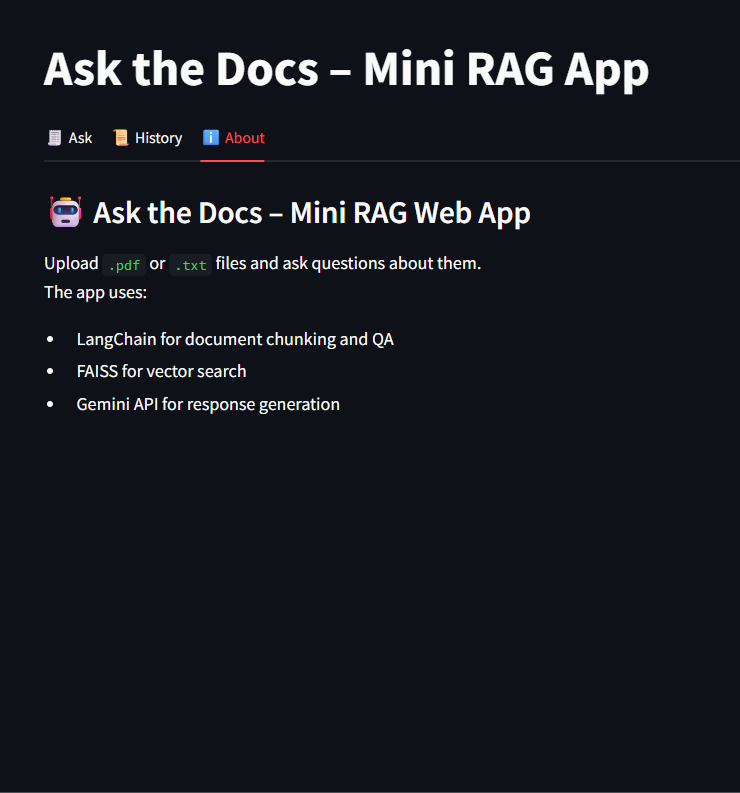 Ask the Docs – Mini RAG App
🧾 Ask 📜 History ℹ️ About
🤖 Ask the Docs – Mini RAG Web App
Upload .pdf or .txt files and ask questions about them.
The app uses:
• LangChain for document chunking and QA
• FAISS for vector search
• Gemini API for response generation